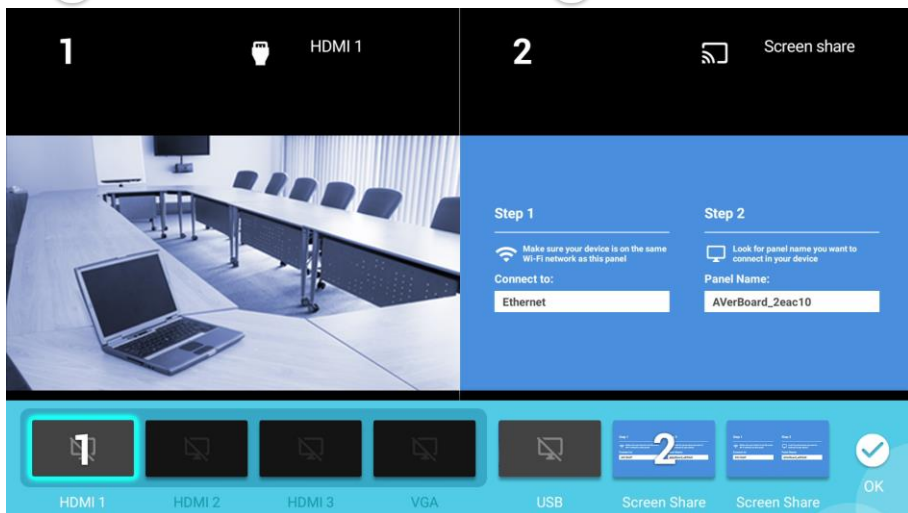 1
HDMI 1
2
Screen share
Step 1
Make sure your device is on the same
Wi-Fi network as this panel
Connect to:
Ethernet
Step 2
Look for panel name you want to
connect in your device
Panel Name:
AVerBoard_2eac10
1
2
HDMI 1
HDMI 2
HDMI 3
VGA
USB
Screen Share
Screen Share
OK